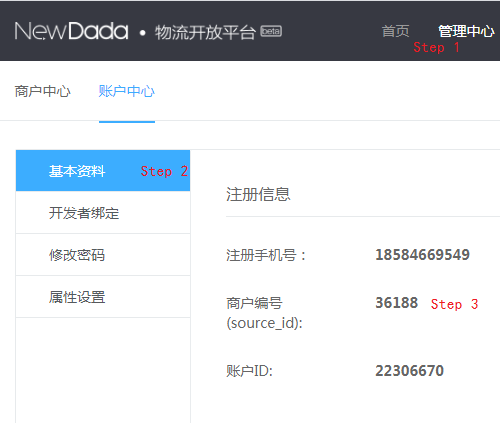 NewDada • 物流开放平台 beta 首页 管理中心
Step 1
商户中心 账户中心
基本资料 Step 2
开发者绑定
修改密码
属性设置
注册信息
注册手机号： 18584669549
商户编号 36188 Step 3
(source_id):
账户ID: 22306670